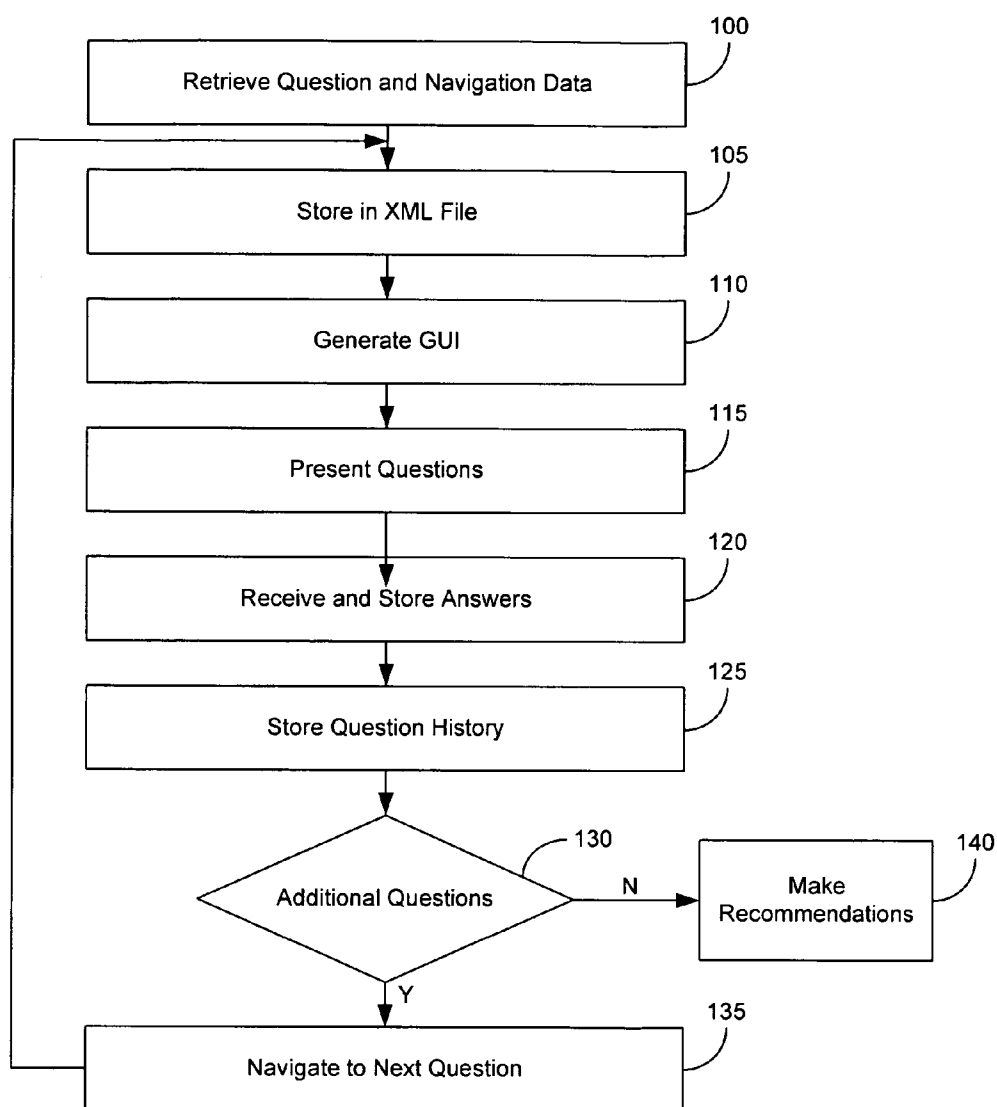 100
Retrieve Question and Navigation Data
105
Store in XML File
110
Generate GUI
115
Present Questions
120
Receive and Store Answers
125
Store Question History
130
Additional Questions
N
140
Make
Recommendations
Y
135
Navigate to Next Question